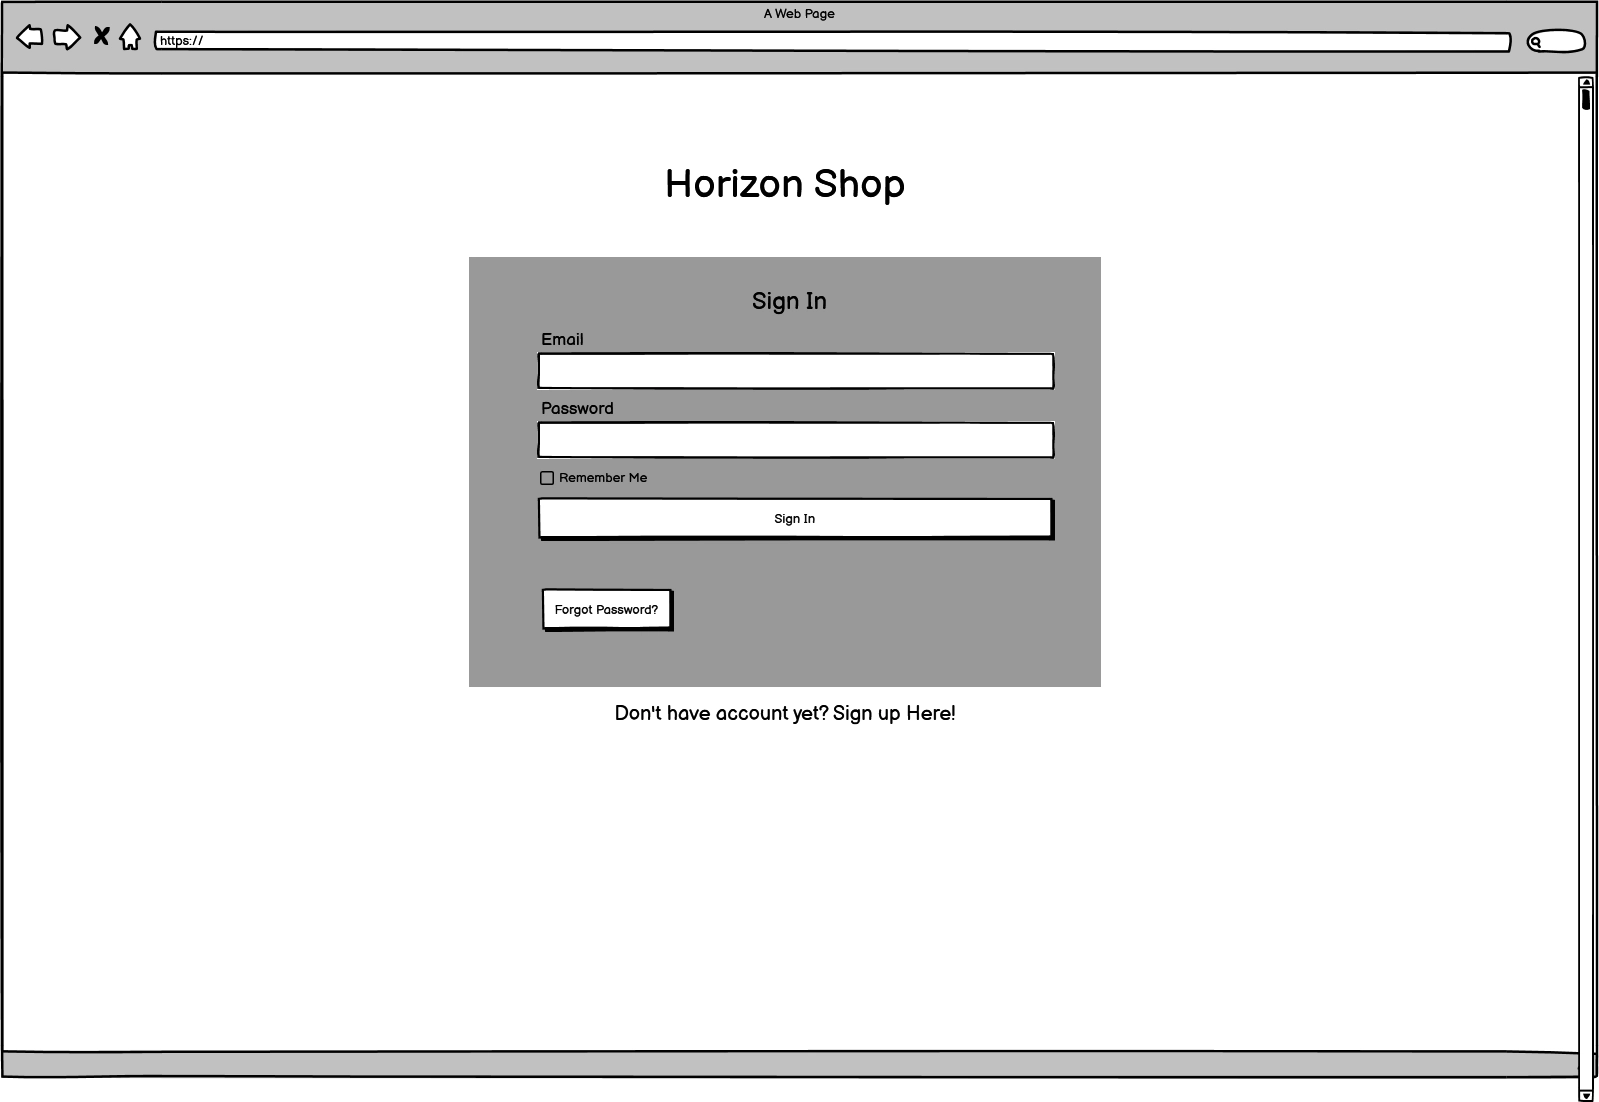 A Web Page
https://
Horizon Shop
Sign In
Email
Password
Remember Me
Sign In
Forgot Password?
Don't have account yet? Sign up Here!